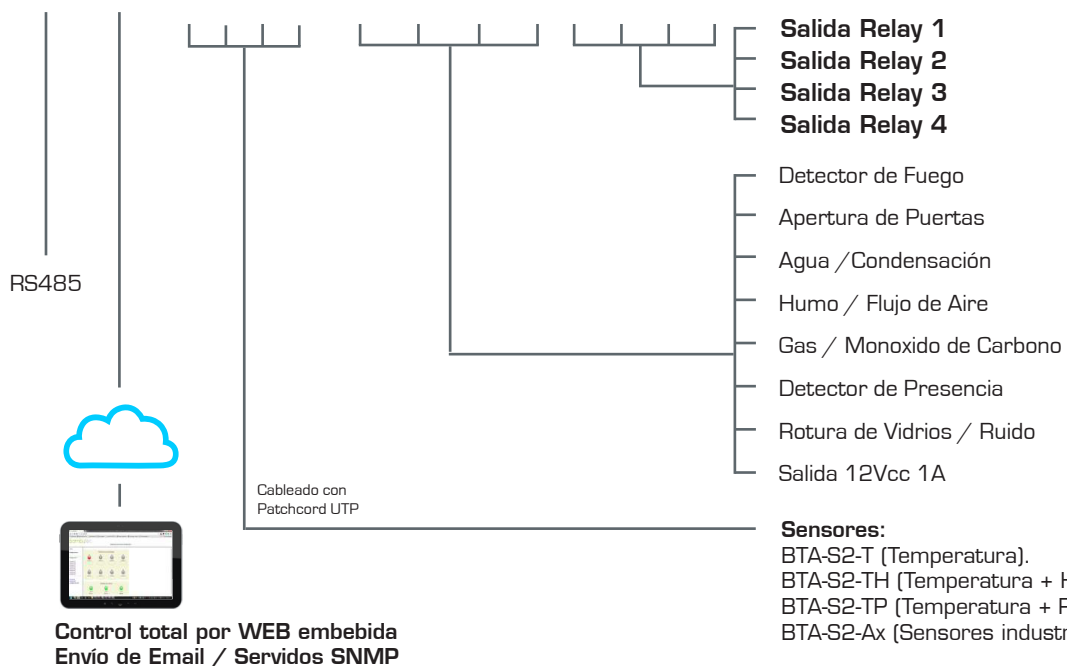 Salida Relay 1
Salida Relay 2
Salida Relay 3
Salida Relay 4
Detector de Fuego
Apertura de Puertas
Agua /Condensación
Humo / Flujo de Aire
Gas / Monoxido de Carbono
Detector de Presencia
Rotura de Vidrios / Ruido
Salida 12Vcc 1A
RS485
Cableado con
Patchcord UTP
Sensores:
BTA-S2-T (Temperatura).
BTA-S2-TH (Temperatura +
BTA-S2-TP (Temperatura +
BTA-S2-Ax (Sensores
Control total por WEB embebida
Envío de Email / Servidos SNMP